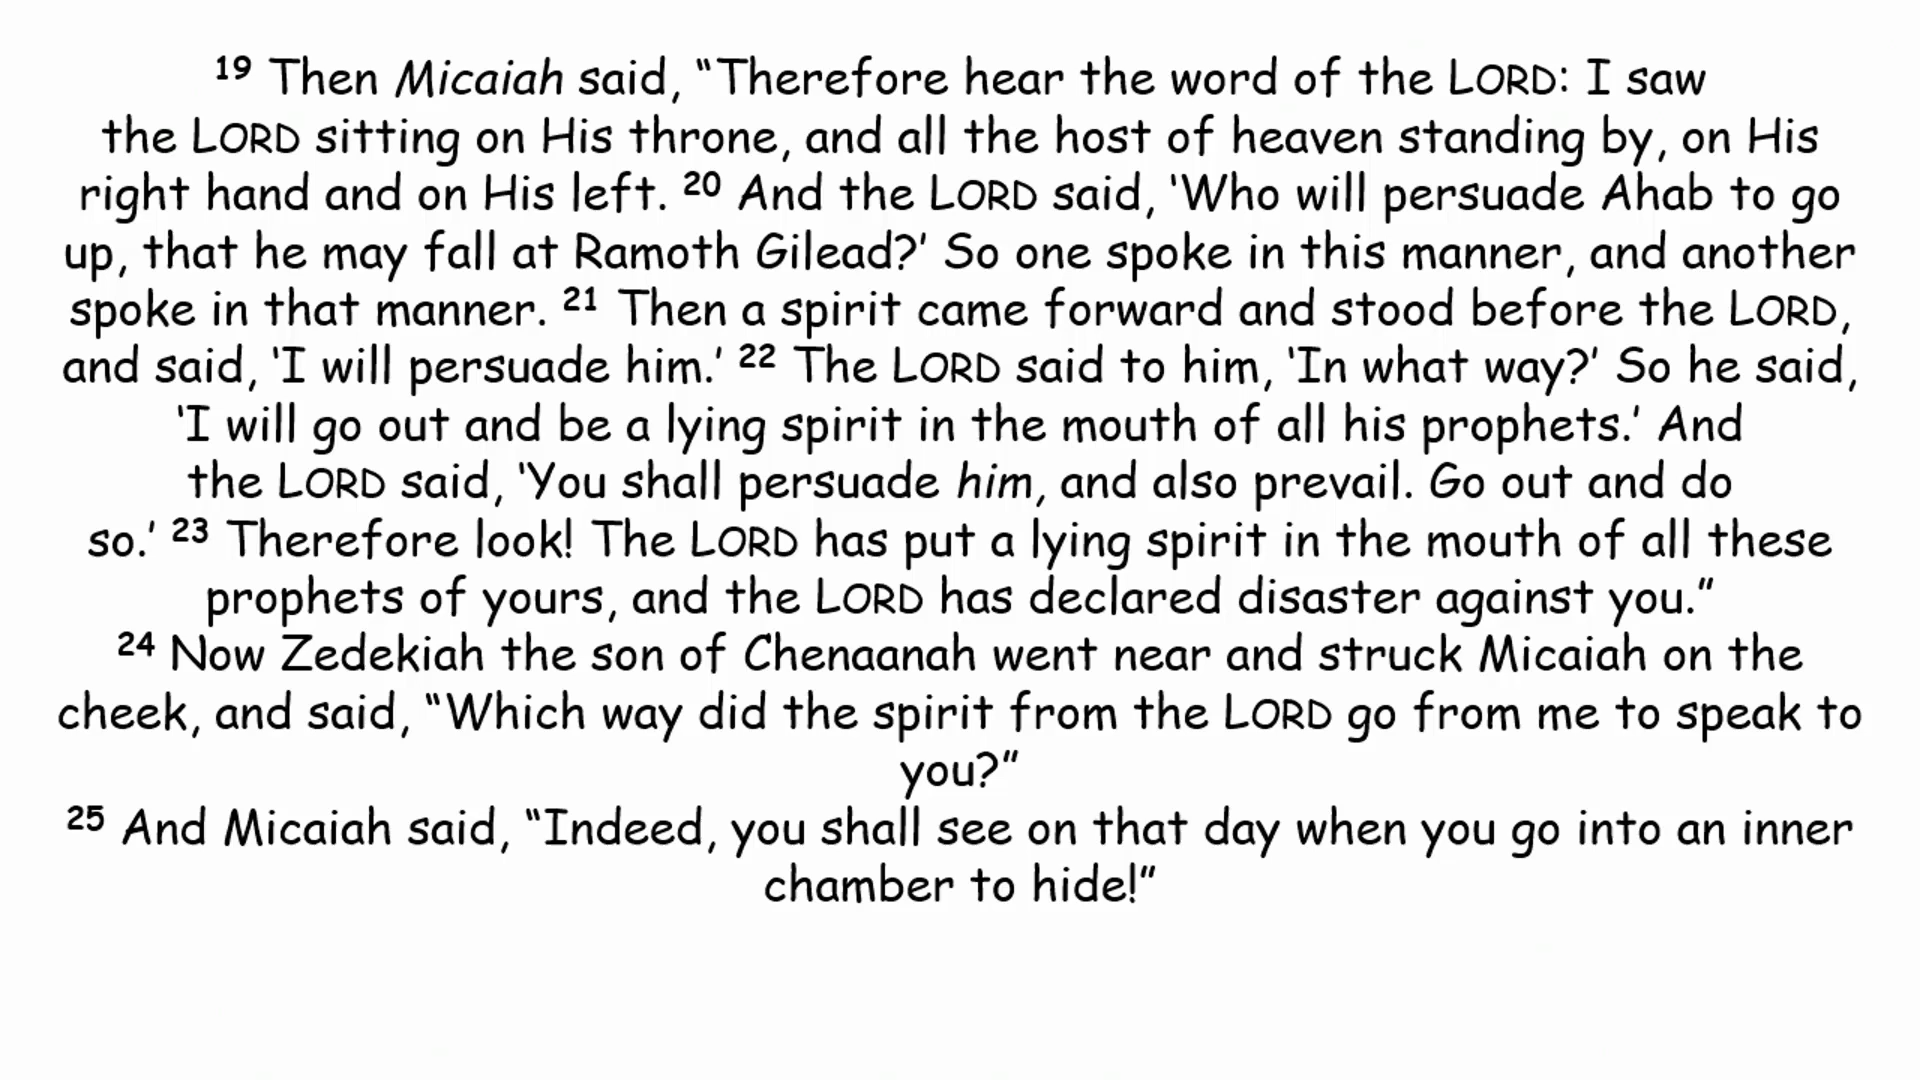 19 Then Micaiah said, “Therefore hear the word of the LORD: I saw
the LORD sitting on His throne, and all the host of heaven standing by, on His
right hand and on His left. 20 And the LORD said, ‘Who will persuade Ahab to go
up, that he may fall at Ramoth Gilead?’ So one spoke in this manner, and another
spoke in that manner. 21 Then a spirit came forward and stood before the LORD,
and said, ‘I will persuade him.’ 22 The LORD said to him, ‘In what way?’ So he said,
‘I will go out and be a lying spirit in the mouth of all his prophets.’ And
the LORD said, ‘You shall persuade him, and also prevail. Go out and do
so.’ 23 Therefore look! The LORD has put a lying spirit in the mouth of all these
prophets of yours, and the LORD has declared disaster against you.”
24 Now Zedekiah the son of Chenaanah went near and struck Micaiah on the
cheek, and said, “Which way did the spirit from the LORD go from me to speak to
you?”
25 And Micaiah said, “Indeed, you shall see on that day when you go into an inner
chamber to hide!”